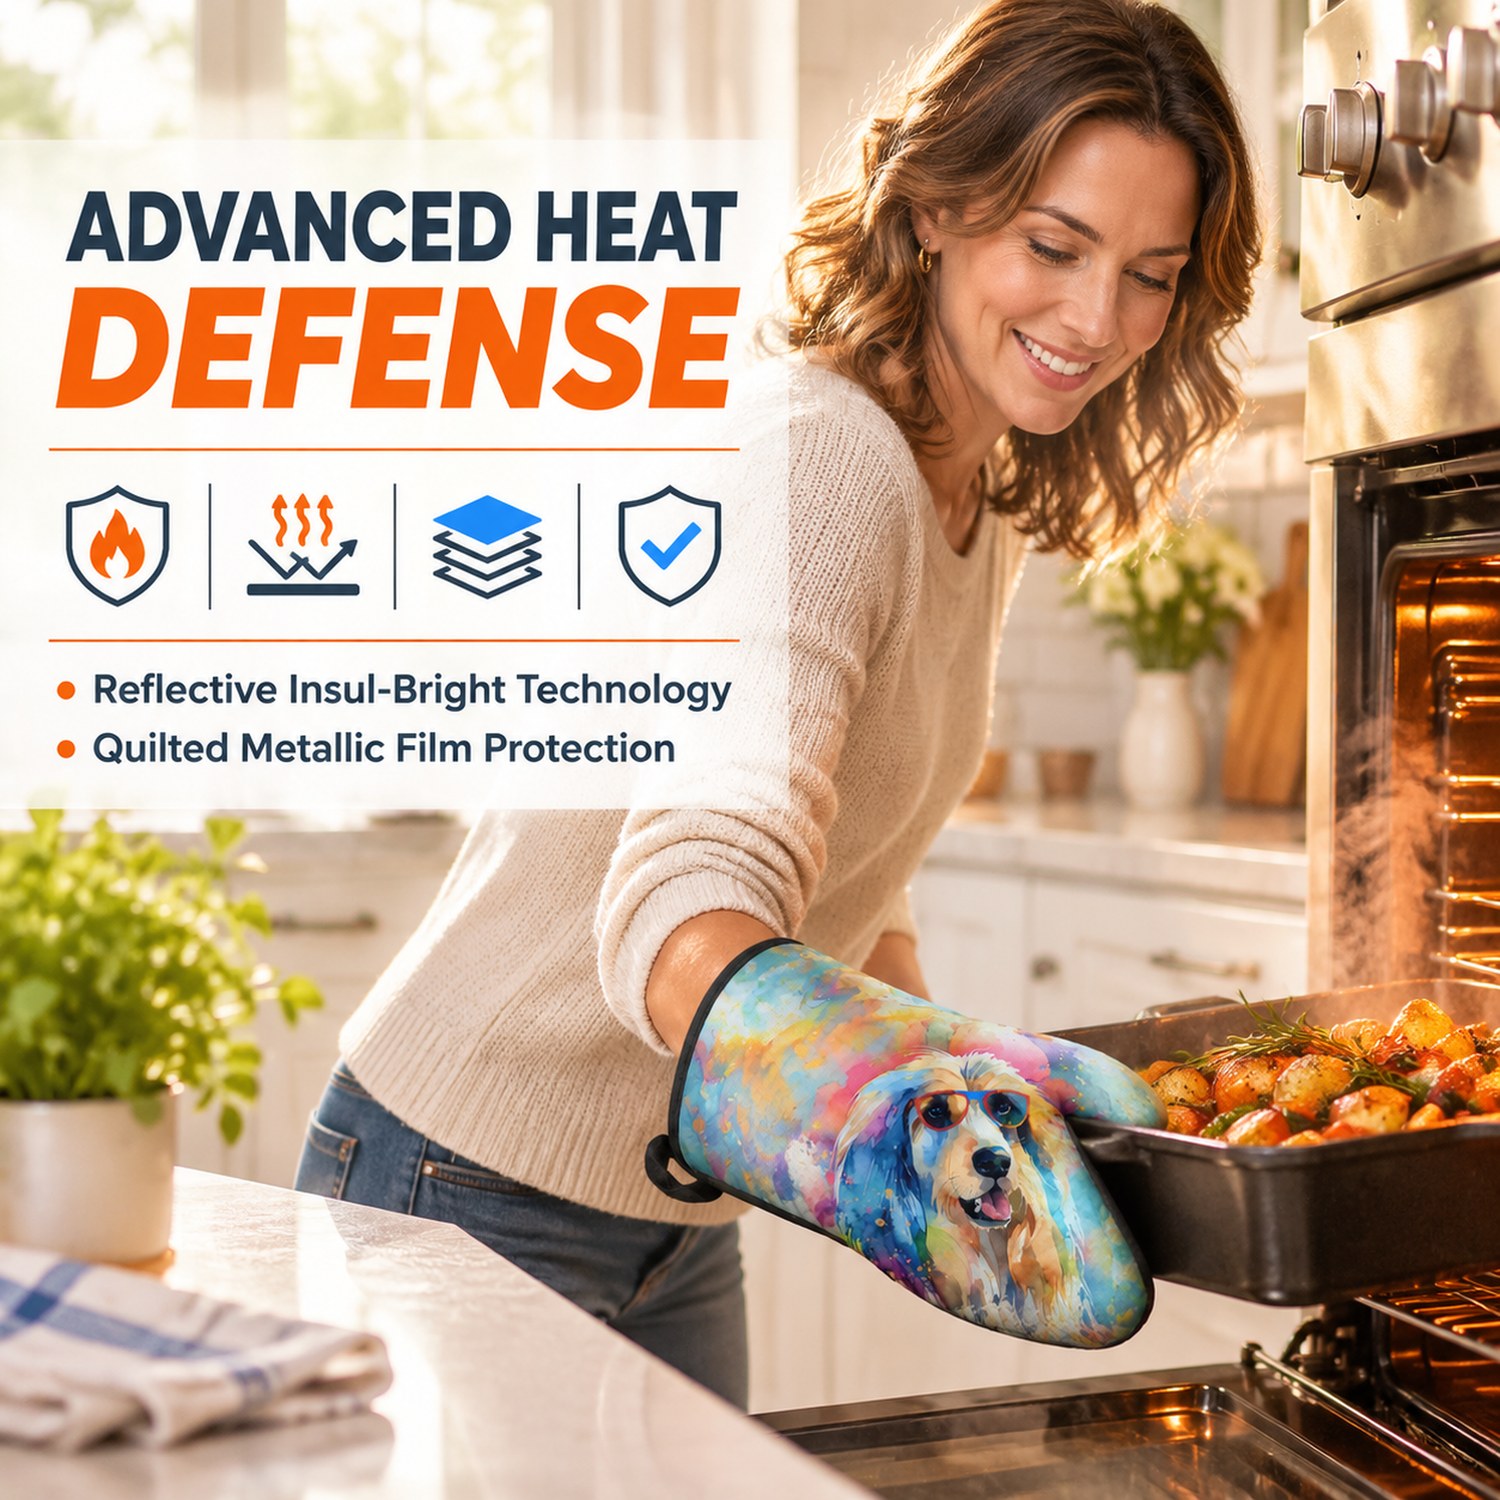 ADVANCED HEAT
DEFENSE
Reflective Insul-Bright Technology
Quilted Metallic Film Protection